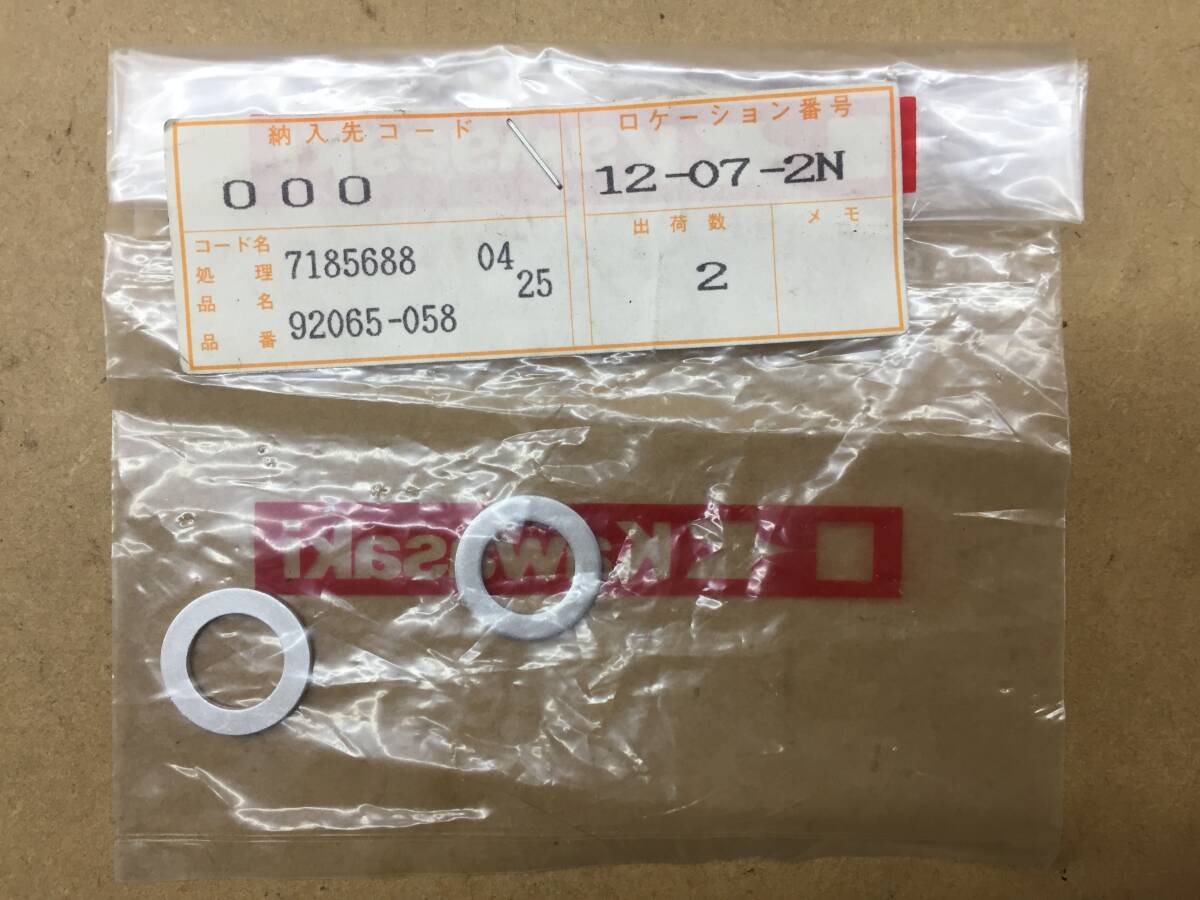 納入先コード
000
ロケーション番号
12-07-2N
コード名
処理 7185688 04
25
品名
品番 92065-058
出荷数
2
メモ
Kawasaki